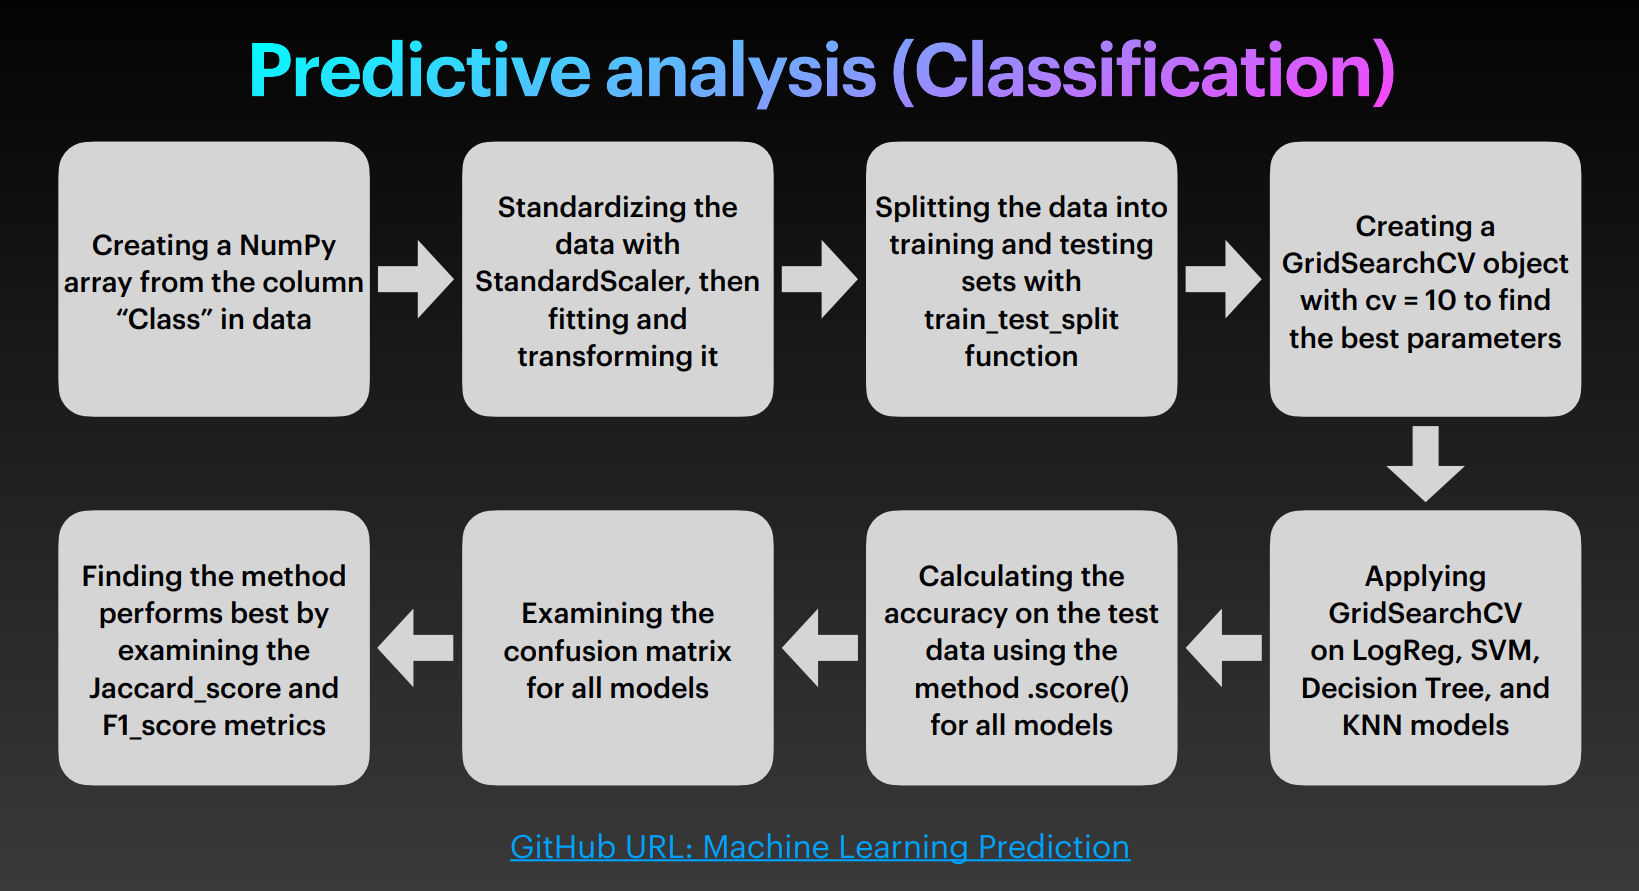 Predictive analysis (Classification)
Creating a NumPy
array from the column
“Class” in data
Standardizing the
data with
StandardScaler, then
fitting and
transforming it
Splitting the data into
training and testing
sets with
train_test_split
function
Creating a
GridSearchCV object
with cv = 10 to find
the best parameters
Applying
GridSearchCV
on LogReg, SVM,
Decision Tree, and
KNN models
Calculating the
accuracy on the test
data using the
method .score()
for all models
Examining the
confusion matrix
for all models
Finding the method
performs best by
examining the
Jaccard_score and
F1_score metrics
GitHub URL: Machine Learning Prediction